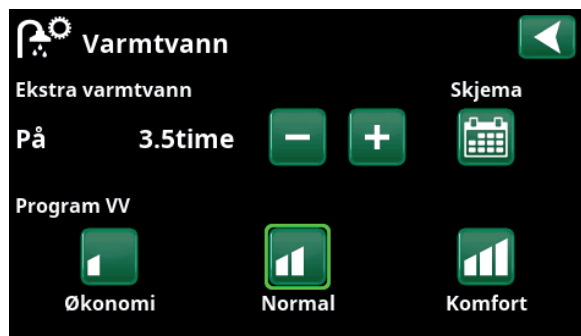 Varmtvann
Ekstra varmtvann
Skjema
På 3.5time
Program VV
Økonomi Normal Komfort